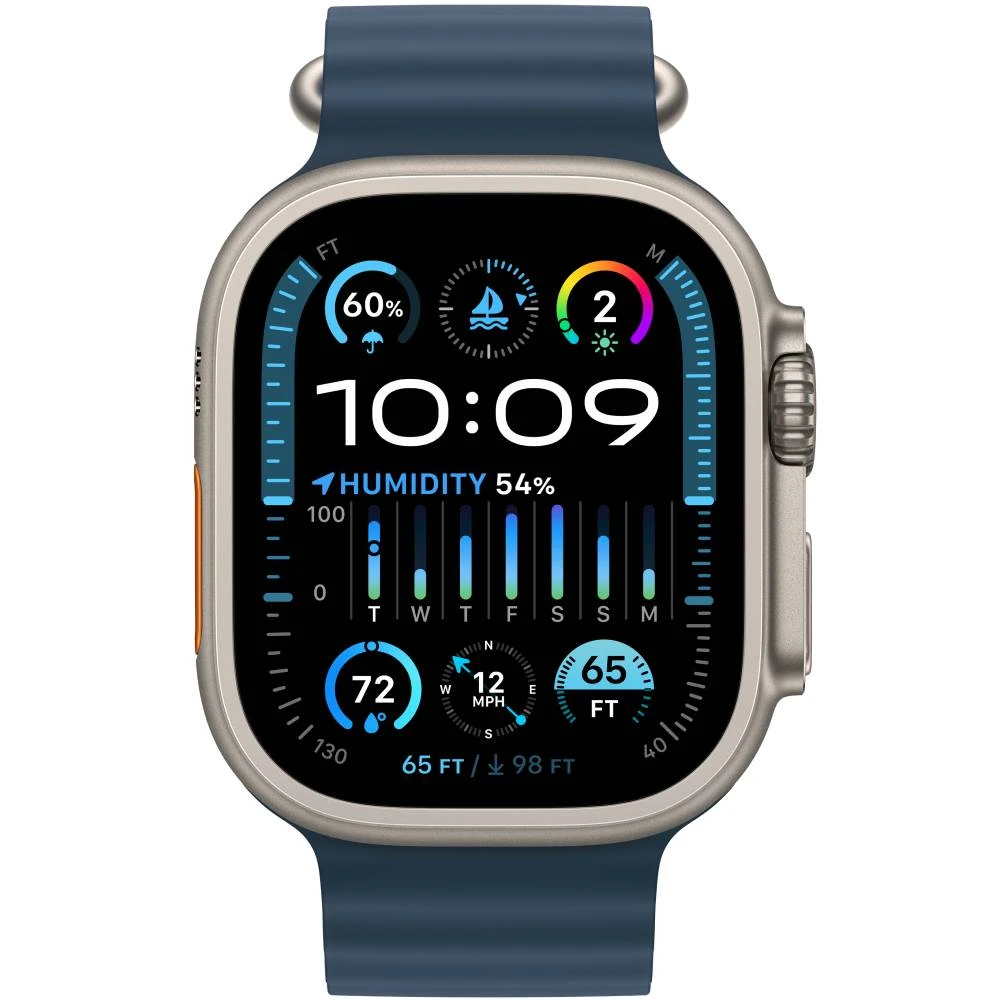 FT M
60% 2
10:09
HUMIDITY 54%
100
0
T W T F S S M
N
72 W 12 E 65
MPH FT
S
130 40
65 FT / ↓ 98 FT